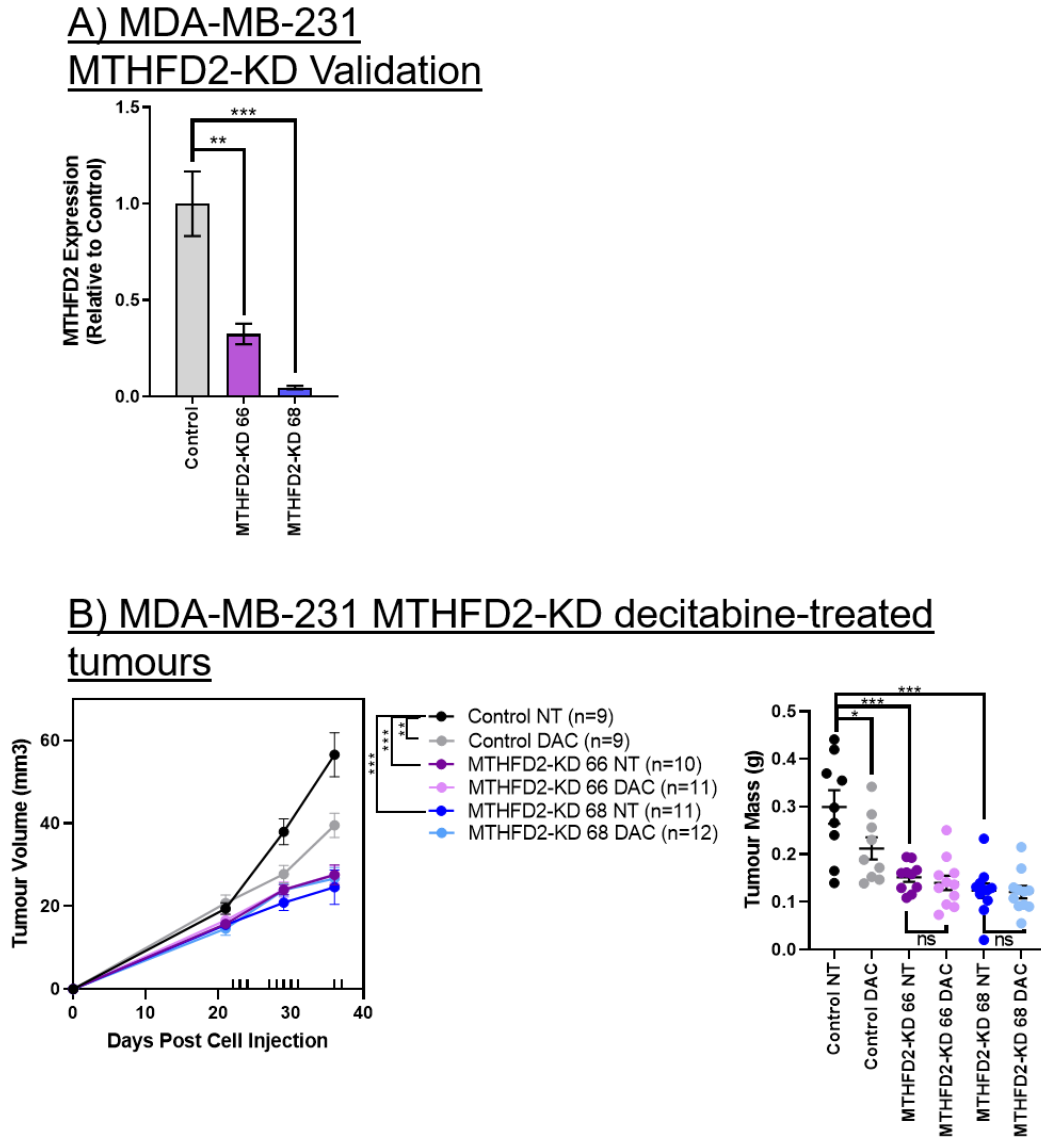 A) MDA-MB-231
MTHFD2-KD Validation
MTHFD2 Expression
(Relative to Control)
1.5
1.0
0.5
0.0
***
**
Control
MTHFD2-KD 66
MTHFD2-KD 68
B) MDA-MB-231 MTHFD2-KD decitabine-treated
tumours
Tumour Volume (mm3)
60
40
20
0
0 10 20 30 40
Days Post Cell Injection
***
***
**
Control NT (n=9)
Control DAC (n=9)
MTHFD2-KD 66 NT (n=10)
MTHFD2-KD 66 DAC (n=11)
MTHFD2-KD 68 NT (n=11)
MTHFD2-KD 68 DAC (n=12)
Tumour Mass (g)
0.5
0.4
0.3
0.2
0.1
0.0
***
***
*
ns
ns
Control NT
Control DAC
MTHFD2-KD 66 NT
MTHFD2-KD 66 DAC
MTHFD2-KD 68 NT
MTHFD2-KD 68 DAC